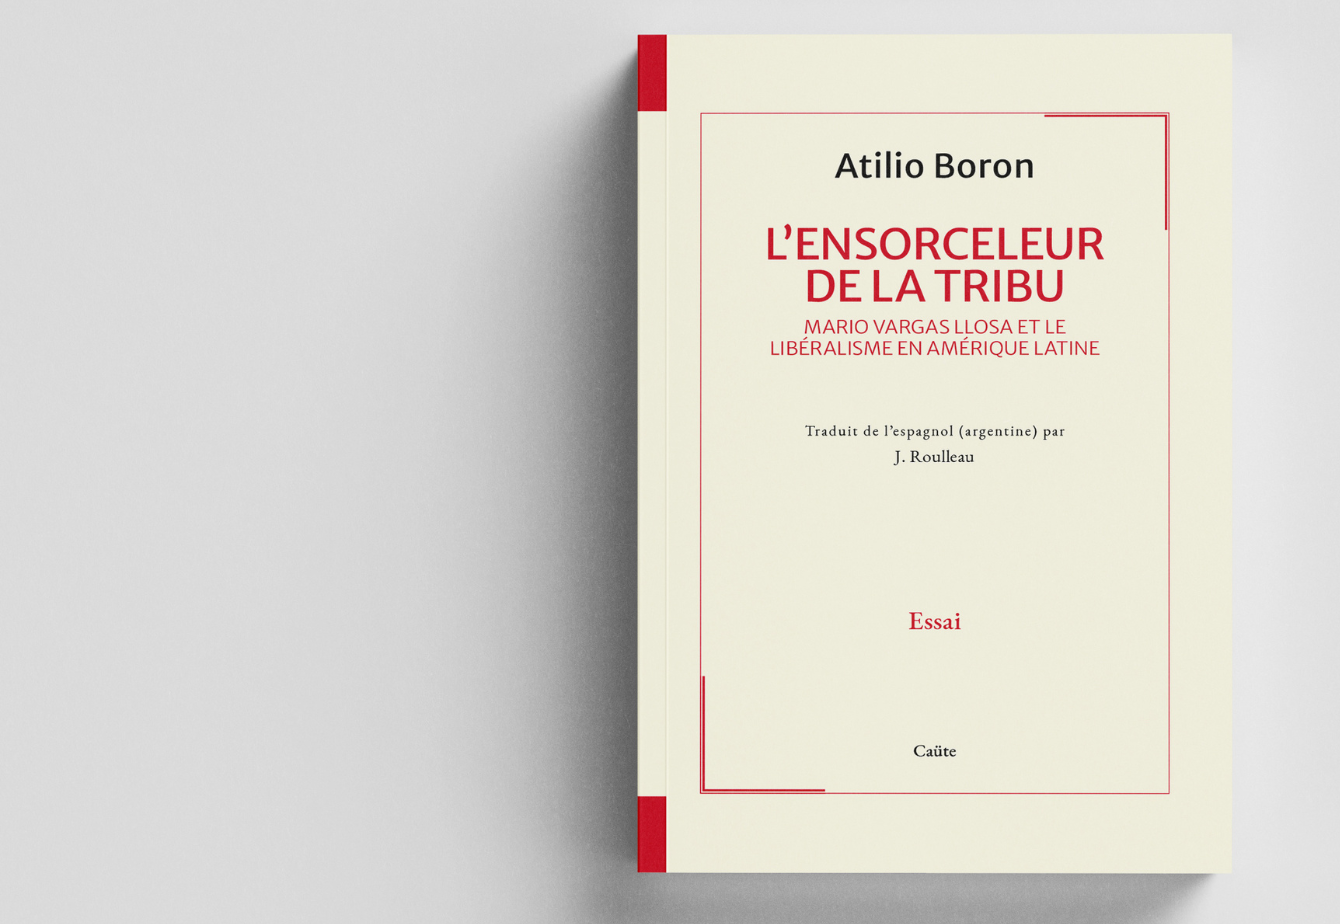 Atilio Boron
L’ENSORCELEUR
DE LA TRIBU
MARIO VARGAS LLOSA ET LE
LIBÉRALISME EN AMÉRIQUE LATINE
Traduit de l’espagnol (argentine) par
J. Roulleau
Essai
Caüte